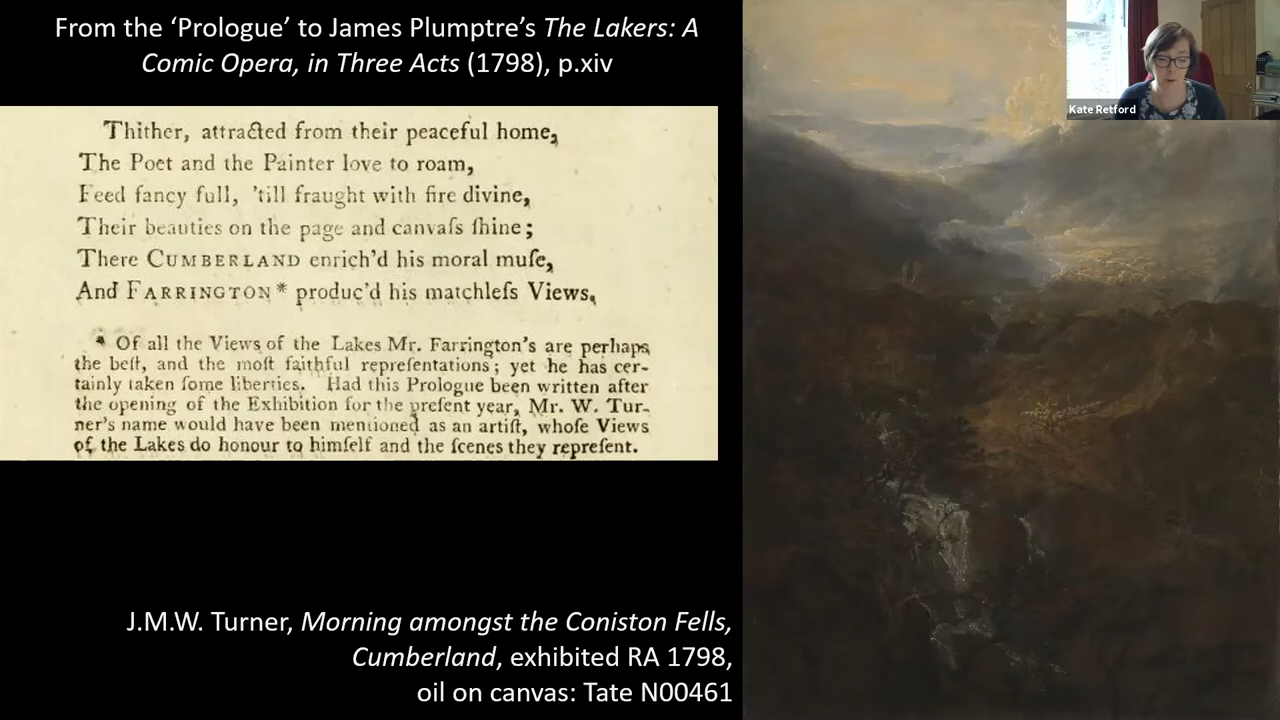 From the ‘Prologue’ to James Plumptre’s The Lakers: A
Comic Opera, in Three Acts (1798), p.xiv
Kate Retford
Thither, attracted from their peaceful home,
The Poet and the Painter love to roam,
Feed fancy full, ’till fraught with fire divine,
Their beauties on the page and canvaſs ſhine;
There CUMBERLAND enrich’d his moral muſe,
And FARRINGTON * produc’d his matchleſs Views,
* Of all the Views of the Lakes Mr. Farrington’s are perhaps
the beſt, and the moſt faithful repreſentations; yet he has cer-
tainly taken ſome liberties. Had this Prologue been written after
the opening of the Exhibition for the preſent year, Mr. W. Tur-
ner’s name would have been mentioned as an artiſt, whoſe Views
of the Lakes do honour to himſelf and the ſcenes they repreſent.
J.M.W. Turner, Morning amongst the Coniston Fells,
Cumberland, exhibited RA 1798,
oil on canvas: Tate N00461